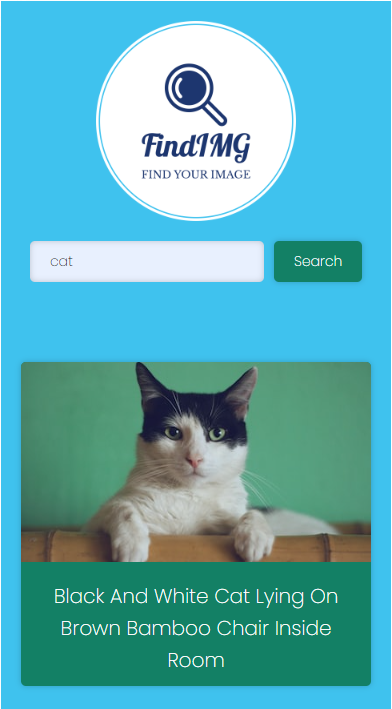 FindIMG
FIND YOUR IMAGE
cat
Search
Black And White Cat Lying On
Brown Bamboo Chair Inside
Room